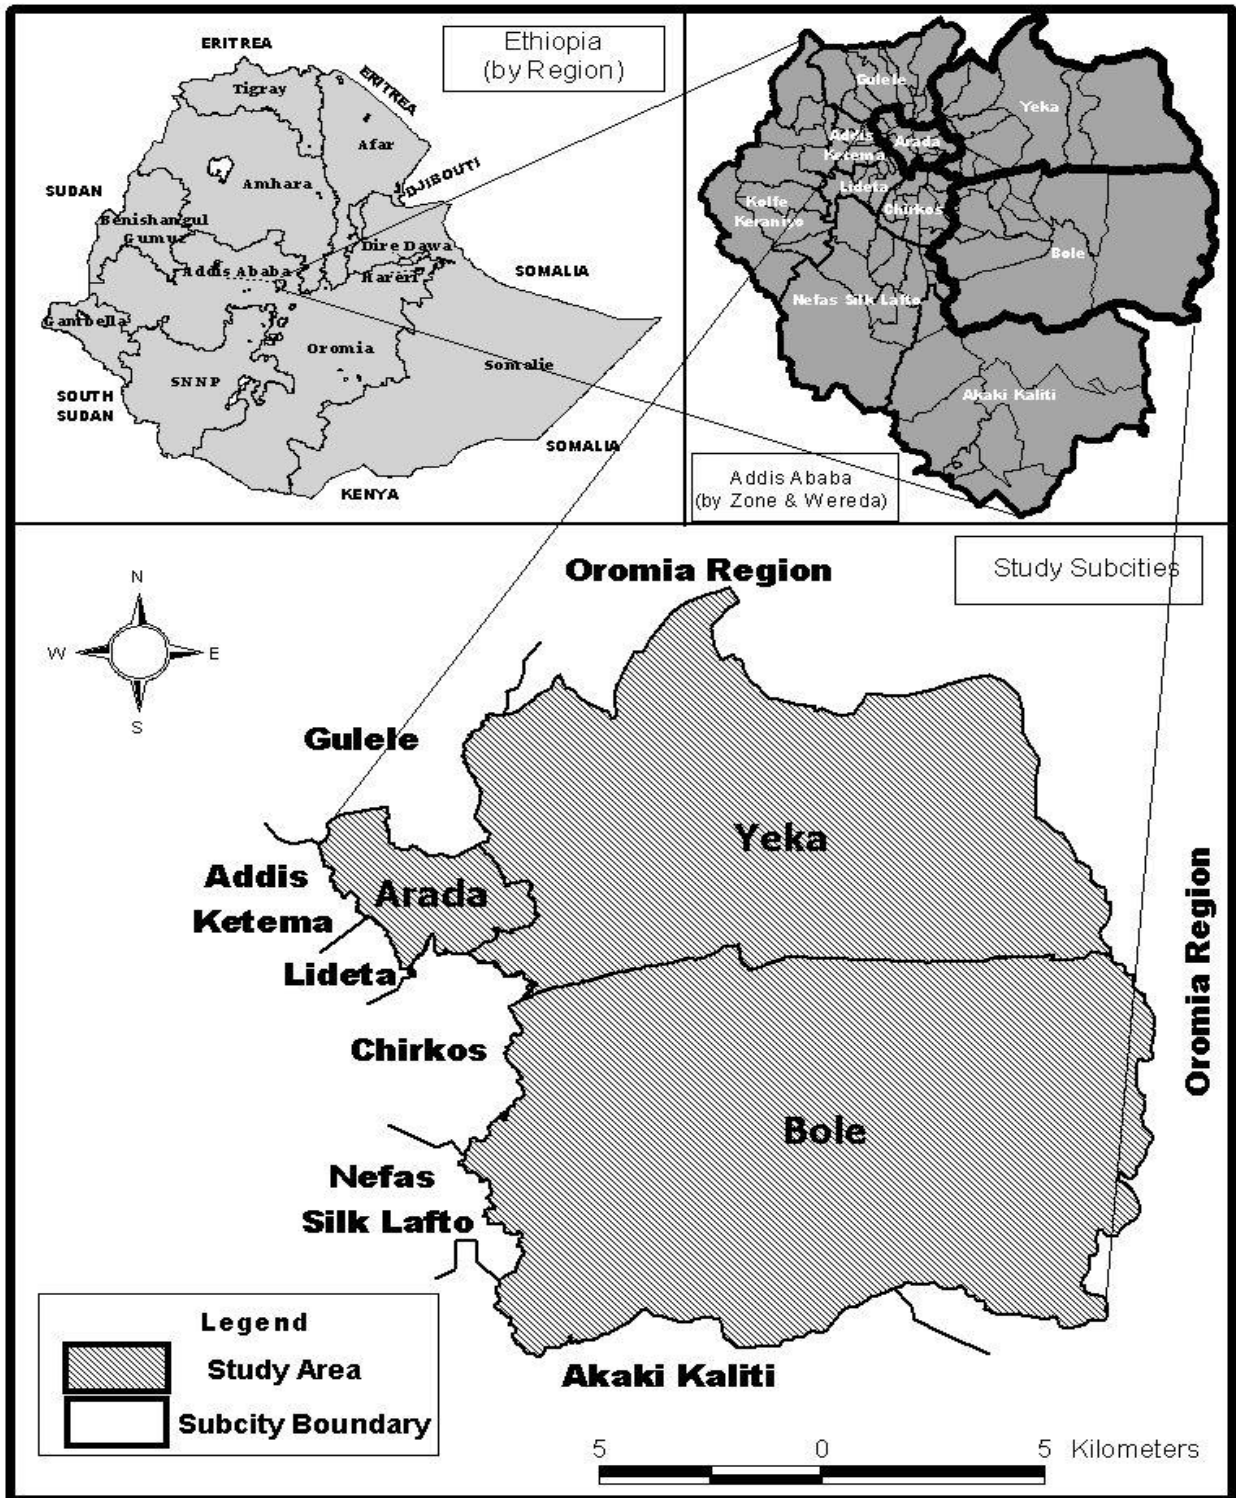 ERITREA
Ethiopia
(by Region)
Tigray
ERITREA
Afar
DJIBOUTI
SUDAN
Amhara
Benishangul
Gumuz
Dire Dawa
Addis Ababa
Hareri
SOMALIA
Gambella
Oromia
Somalie
SNNP
SOUTH
SUDAN
SOMALIA
KENYA
Gulele
Yeka
Addis
Ketema
Arada
Lideta
Kolfe
Keraniyo
Chirkos
Bole
Nefas Silk Lafto
Akaki Kaliti
Addis Ababa
(by Zone & Wereda)
Oromia Region
Study Subcities
N
W
E
S
Gulele
Yeka
Addis
Ketema
Arada
Lideta
Oromia Region
Chirkos
Bole
Nefas
Silk Lafto
Akaki Kaliti
Legend
Study Area
Subcity Boundary
5 0 5 Kilometers